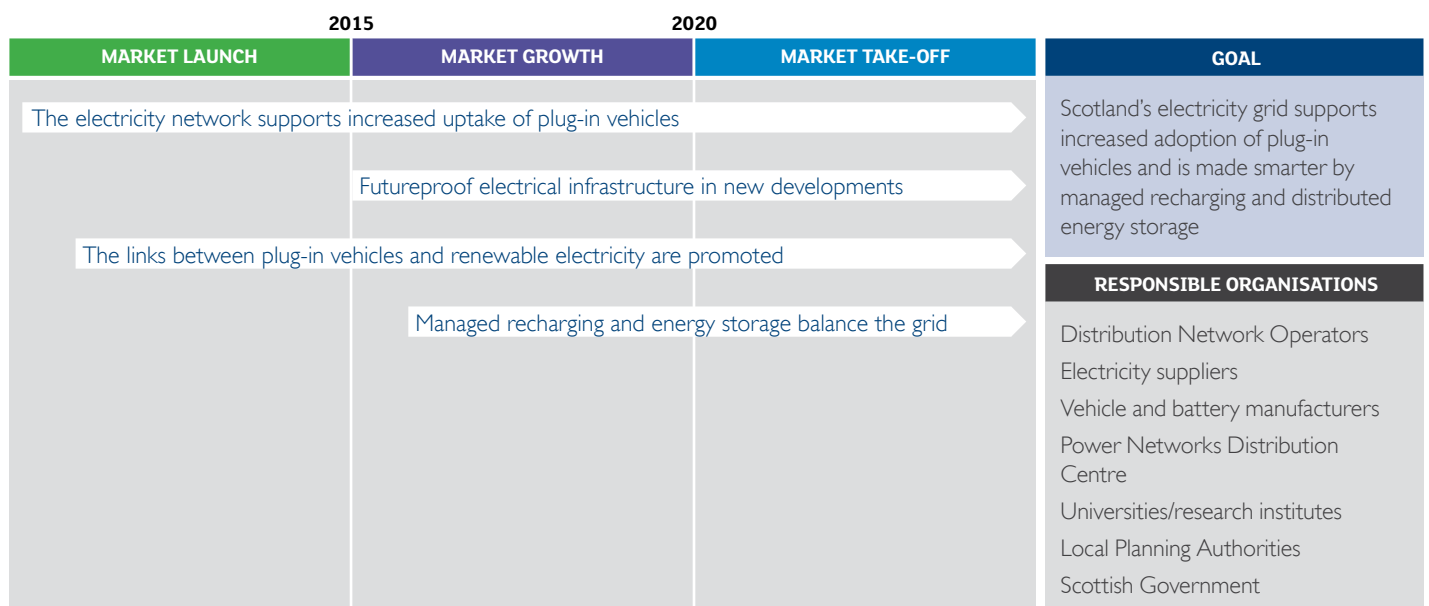 2015
2020
MARKET LAUNCH
MARKET GROWTH
MARKET TAKE-OFF
The electricity network supports increased uptake of plug-in vehicles
Futureproof electrical infrastructure in new developments
The links between plug-in vehicles and renewable electricity are promoted
Managed recharging and energy storage balance the grid
GOAL
Scotland’s electricity grid supports
increased adoption of plug-in
vehicles and is made smarter by
managed recharging and distributed
energy storage
RESPONSIBLE ORGANISATIONS
Distribution Network Operators
Electricity suppliers
Vehicle and battery manufacturers
Power Networks Distribution
Centre
Universities/research institutes
Local Planning Authorities
Scottish Government